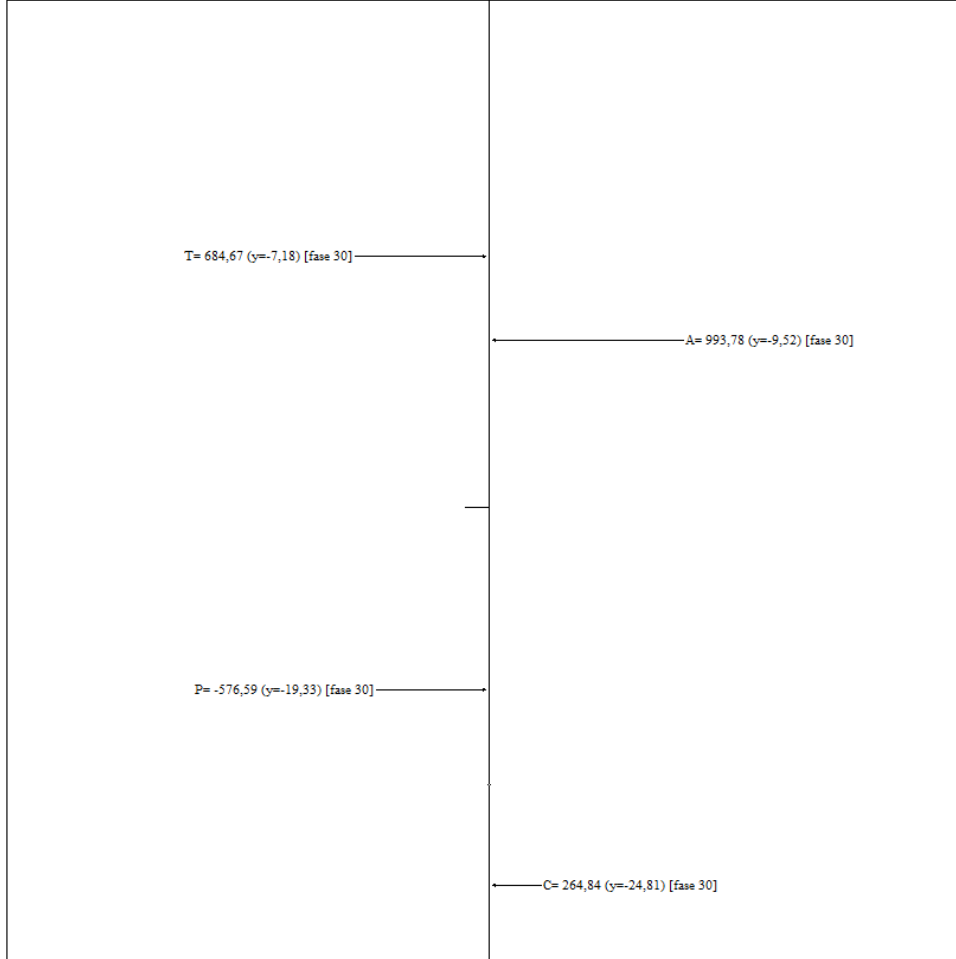 T= 684,67 (y=-7,18) [fase 30]
A= 993,78 (y=-9,52) [fase 30]
P= -576,59 (y=-19,33) [fase 30]
C= 264,84 (y=-24,81) [fase 30]